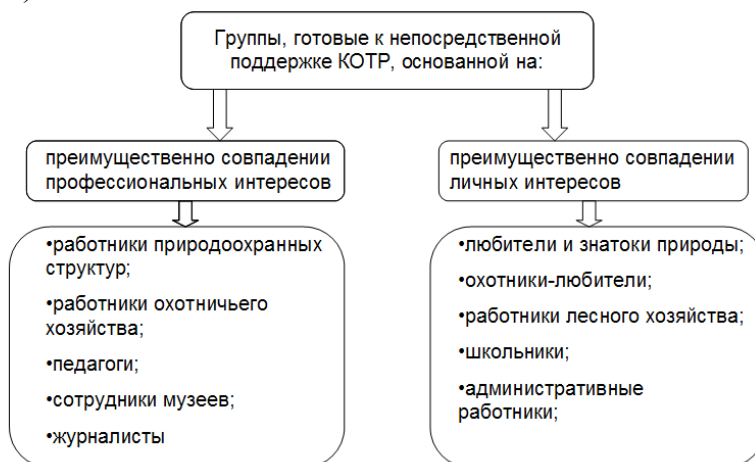 Группы, готовые к непосредственной
поддержке КОТР, основанной на:
преимущественно совпадении
профессиональных интересов
преимущественно совпадении
личных интересов
•работники природоохранных
структур;
•работники охотничьего
хозяйства;
•педагоги;
•сотрудники музеев;
•журналисты
•любители и знатоки природы;
•охотники-любители;
•работники лесного хозяйства;
•школьники;
•административные
работники;